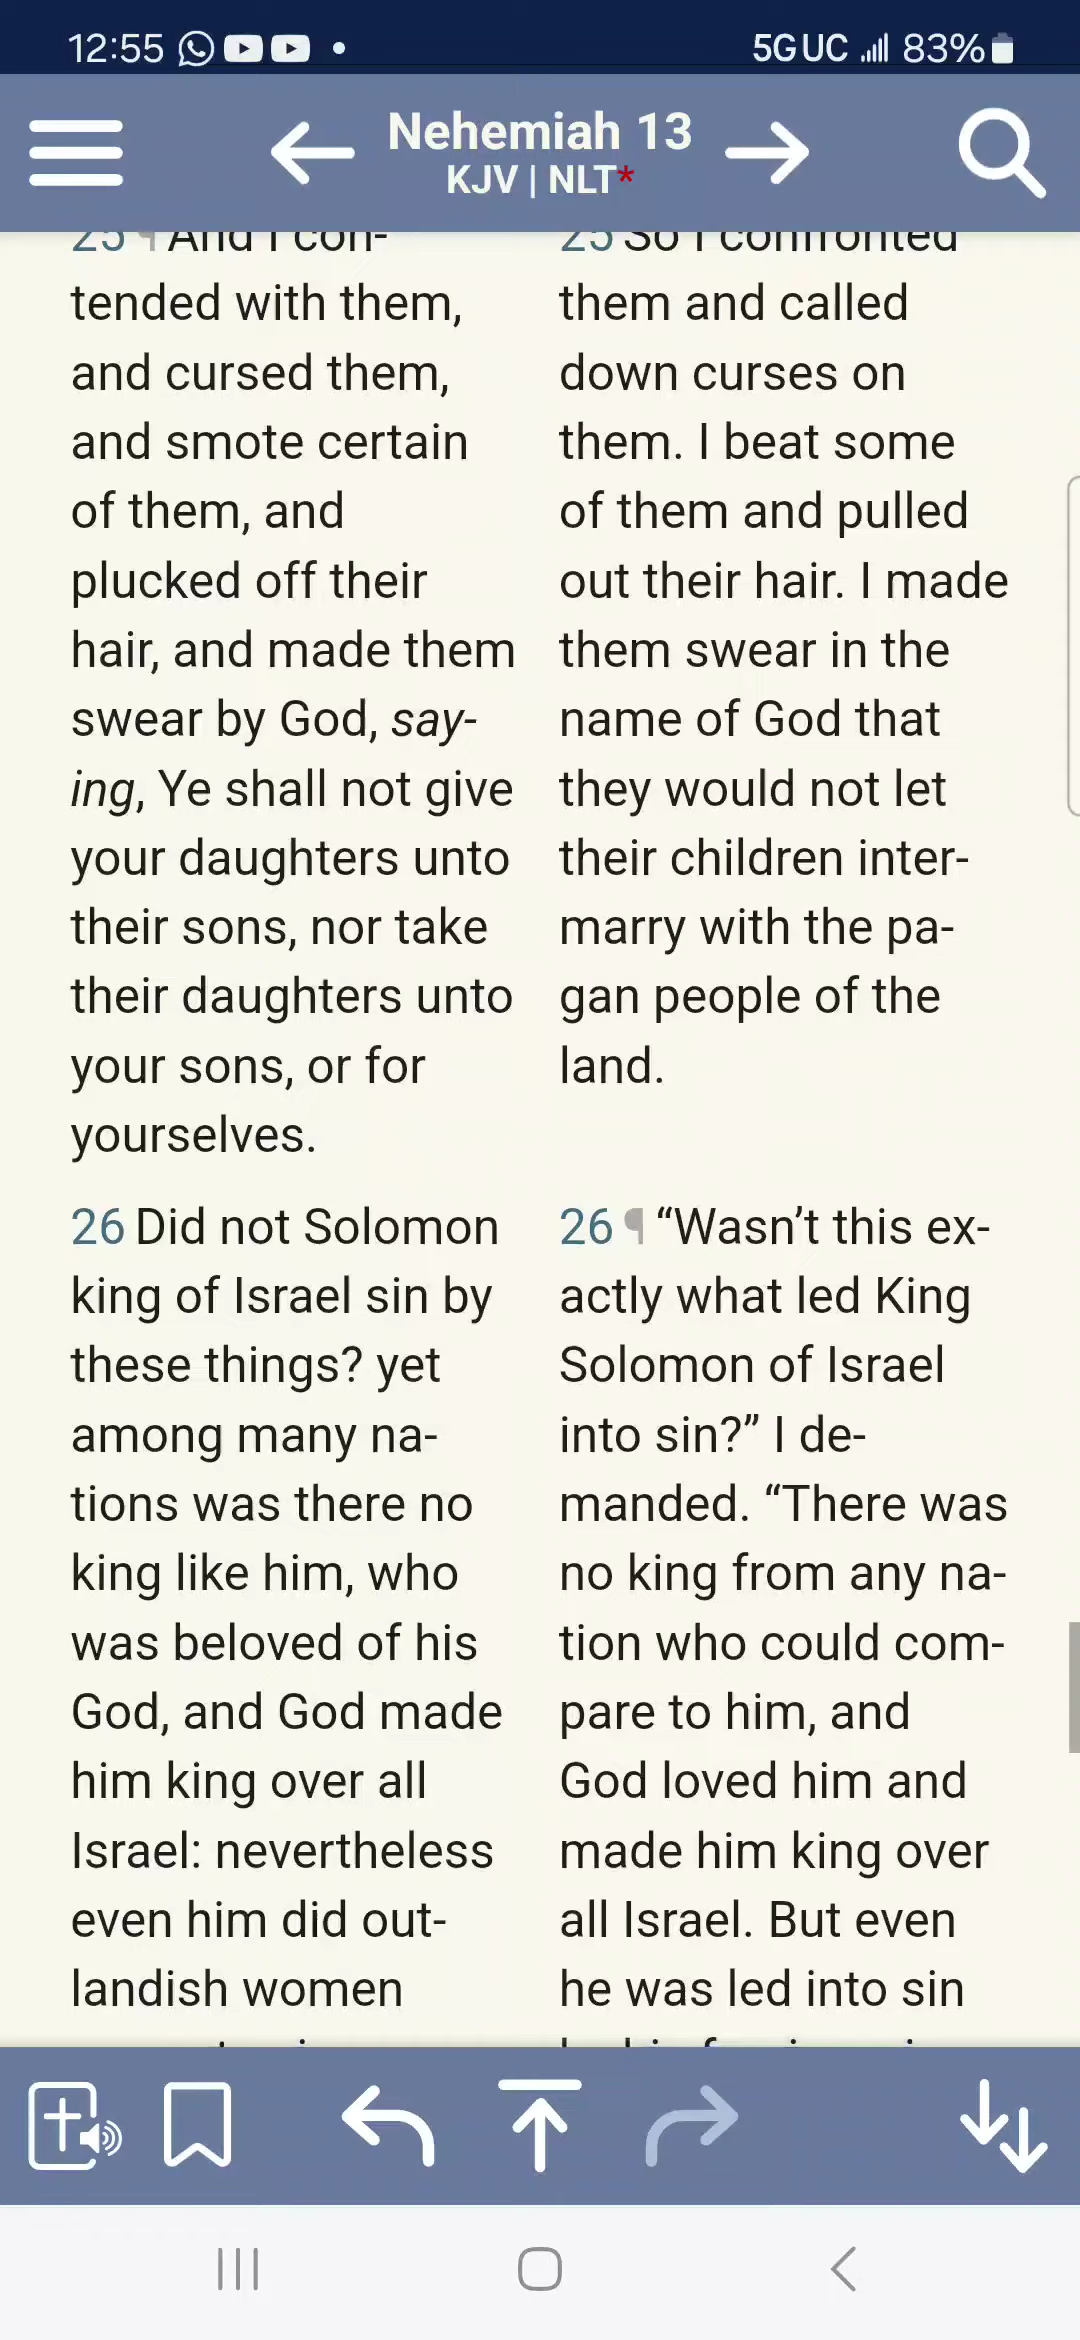 12:55
5G UC 83%
Nehemiah 13
KJV | NLT*
25 ¶ And I con-
tended with them,
and cursed them,
and smote certain
of them, and
plucked off their
hair, and made them
swear by God, say-
ing, Ye shall not give
your daughters unto
their sons, nor take
their daughters unto
your sons, or for
yourselves.
26 Did not Solomon
king of Israel sin by
these things? yet
among many na-
tions was there no
king like him, who
was beloved of his
God, and God made
him king over all
Israel: nevertheless
even him did out-
landish women
25 So I confronted
them and called
down curses on
them. I beat some
of them and pulled
out their hair. I made
them swear in the
name of God that
they would not let
their children inter-
marry with the pa-
gan people of the
land.
26 ¶ “Wasn’t this ex-
actly what led King
Solomon of Israel
into sin?” I de-
manded. “There was
no king from any na-
tion who could com-
pare to him, and
God loved him and
made him king over
all Israel. But even
he was led into sin